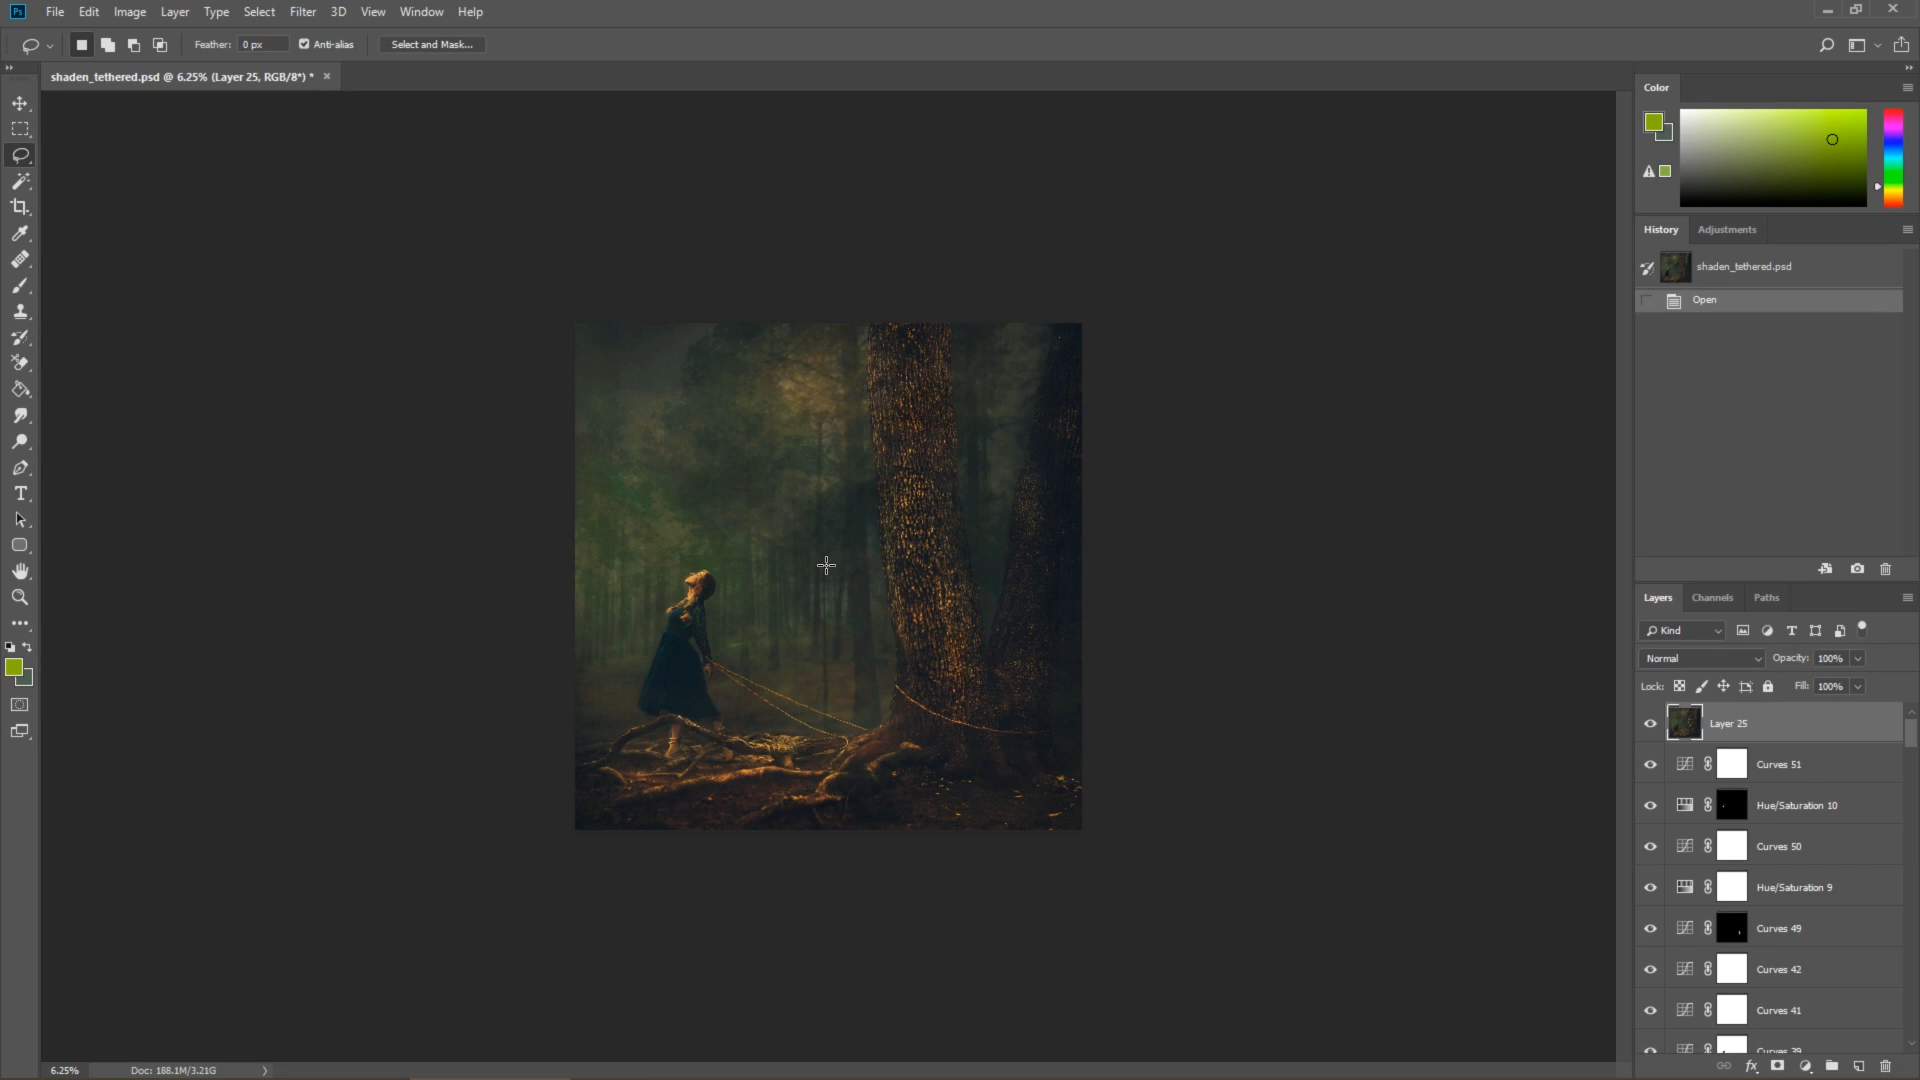 Ps File Edit Image Layer Type Select Filter 3D View Window Help
Feather: 0 px Anti-alias Select and Mask...
shaden_tethered.psd @ 6.25% (Layer 25, RGB/8*) * ×
Color
History Adjustments
shaden_tethered.psd
Open
Layers Channels Paths
Kind
Normal Opacity: 100%
Lock: Fill: 100%
Layer 25
Curves 51
Hue/Saturation 10
Curves 50
Hue/Saturation 9
Curves 49
Curves 42
Curves 41
Curves 39
6.25% Doc: 188.1M/3.21G